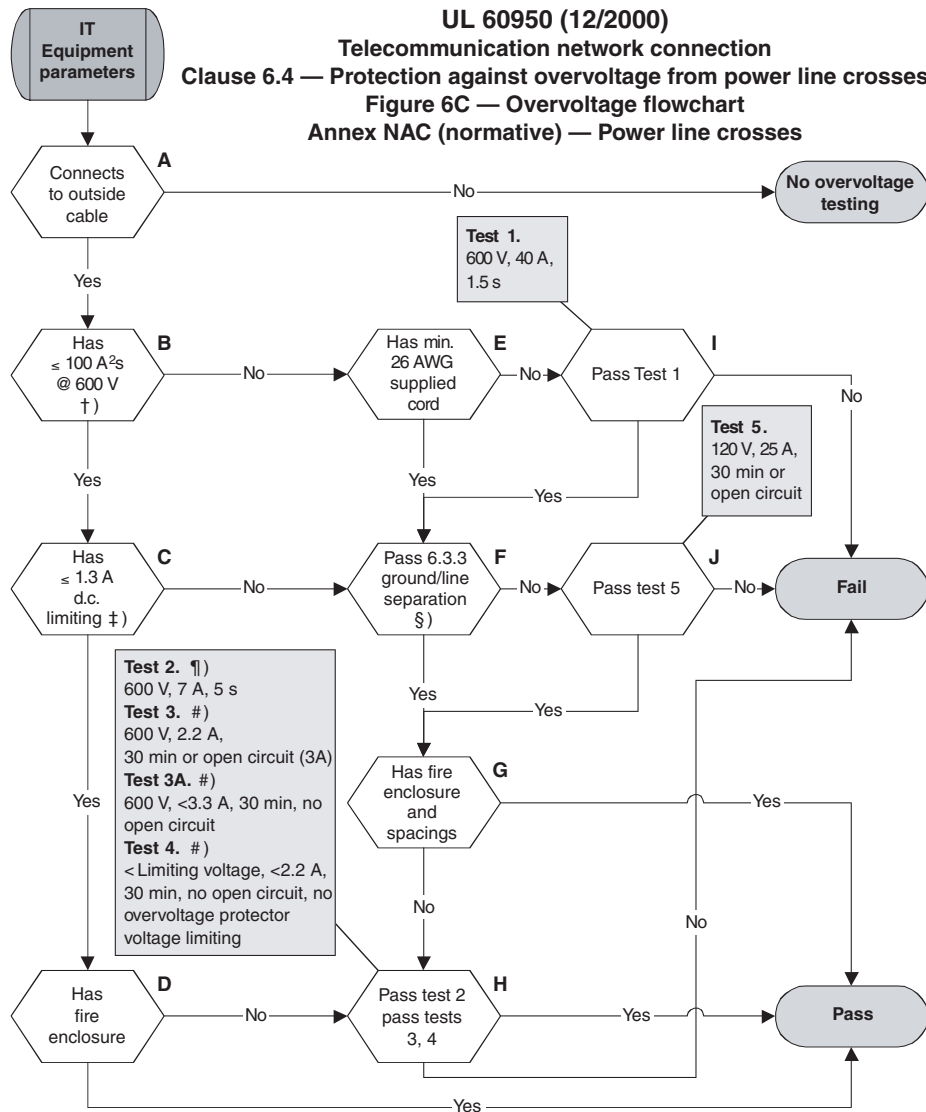 UL 60950 (12/2000)
Telecommunication network connection
Clause 6.4 — Protection against overvoltage from power line crosses
Figure 6C — Overvoltage flowchart
Annex NAC (normative) — Power line crosses
IT
Equipment
parameters
A
Connects
to outside
cable
No
No overvoltage
testing
Yes
Test 1.
600 V, 40 A,
1.5 s
B
Has
≤ 100 A²s
@ 600 V
†)
No
E
Has min.
26 AWG
supplied
cord
No
I
Pass Test 1
No
Yes
Yes
Yes
Test 5.
120 V, 25 A,
30 min or
open circuit
C
Has
≤ 1.3 A
d.c.
limiting ‡)
No
F
Pass 6.3.3
ground/line
separation
§)
No
J
Pass test 5
No
Fail
Test 2. ¶)
600 V, 7 A, 5 s
Test 3. #)
600 V, 2.2 A,
30 min or open circuit (3A)
Test 3A. #)
600 V, <3.3 A, 30 min, no
open circuit
Test 4. #)
< Limiting voltage, <2.2 A,
30 min, no open circuit, no
overvoltage protector
voltage limiting
Yes
Yes
Yes
G
Has fire
enclosure
and
spacings
Yes
No
No
D
Has
fire
enclosure
No
H
Pass test 2
pass tests
3, 4
Yes
Pass
Yes